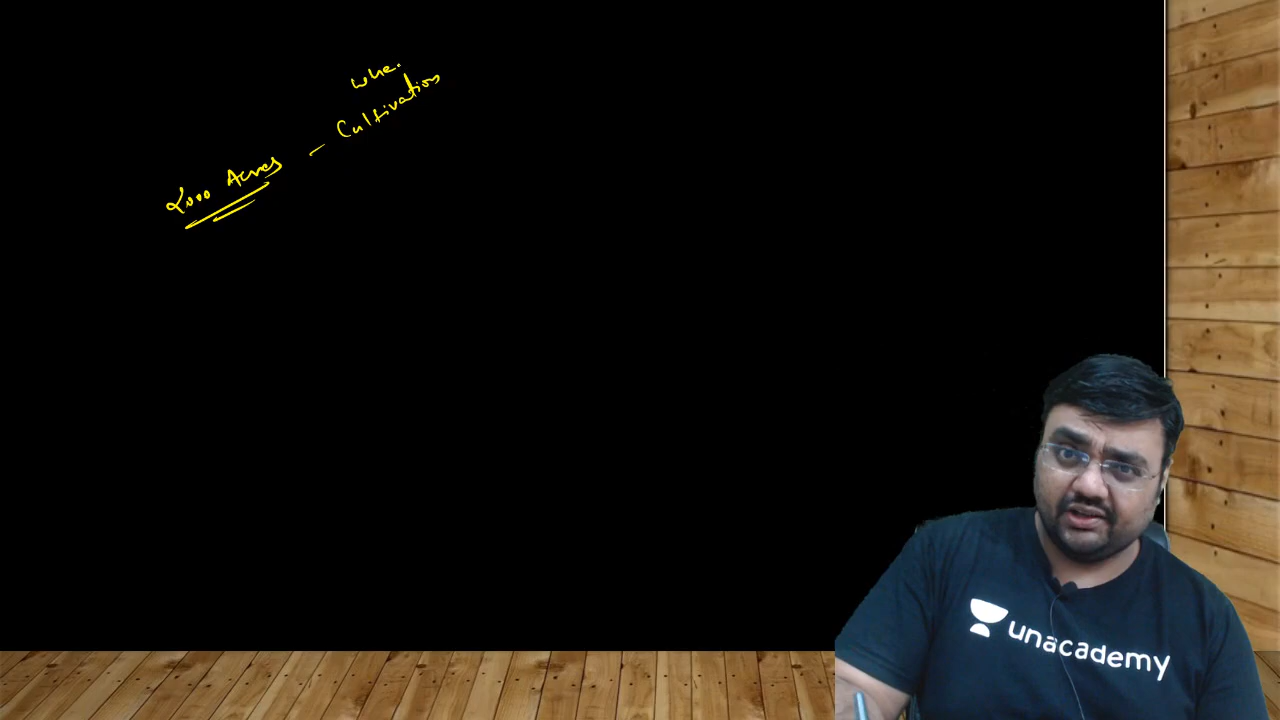 whe.
Cultivation
2000 Acres –
unacademy